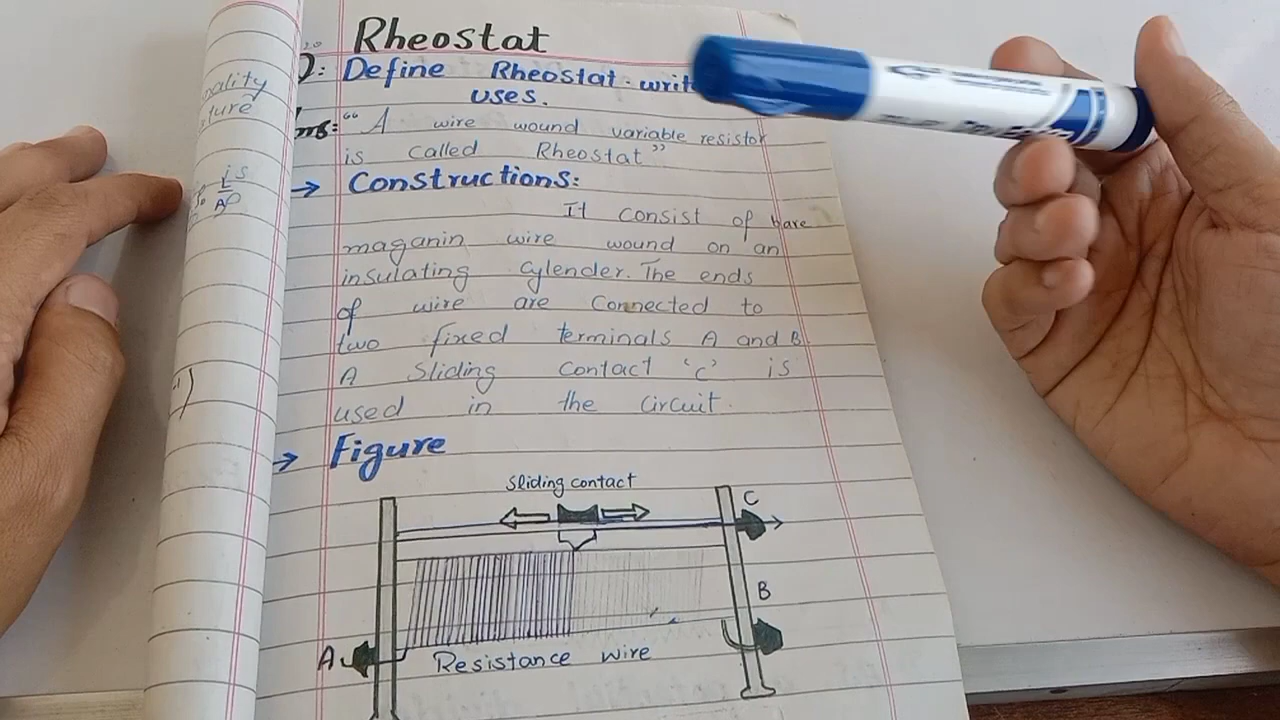 Rheostat
Define Rheostat. writ
uses.
Ans: "A wire wound variable resistor
is called Rheostat"
→ Constructions:
It consist of bare
maganin wire wound on an
insulating Cylender. The ends
of wire are Connected to
two fixed terminals A and B.
A Sliding contact 'C' is
used in the circuit.
→ Figure
Sliding contact
C
B
A
Resistance wire